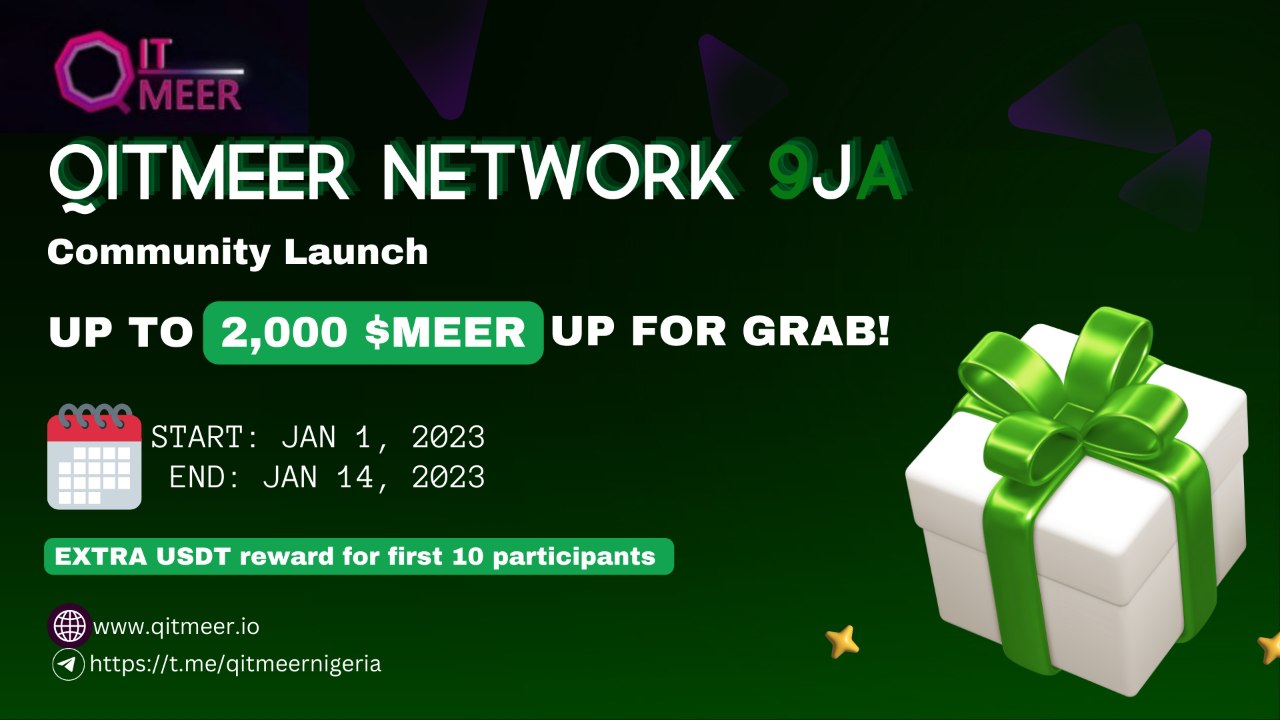 QIT
MEER
QITMEER NETWORK 9JA
Community Launch
UP TO 2,000 $MEER UP FOR GRAB!
START: JAN 1, 2023
END: JAN 14, 2023
EXTRA USDT reward for first 10 participants
www.qitmeer.io
https://t.me/qitmeernigeria